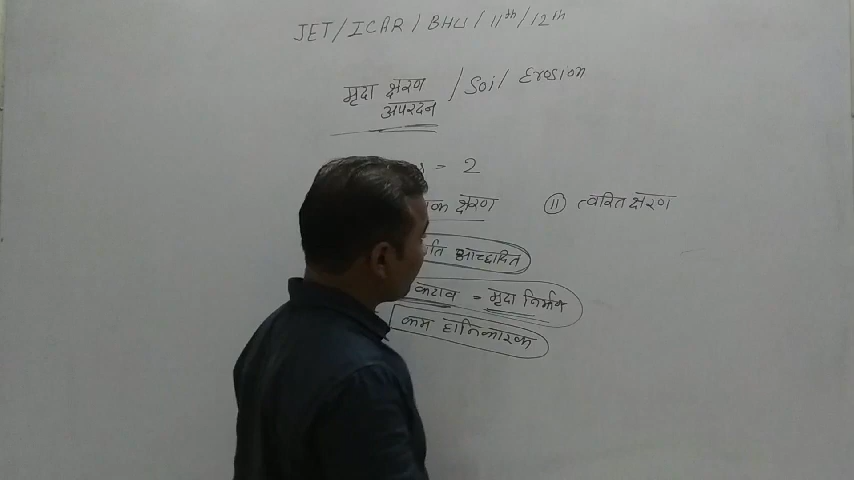 JET/ICAR/BHU/11th/12th
मृदा क्षरण / Soil Erosion
अपरदन
= 2
क्षरण (II) त्वरित क्षरण
आच्छादित
कटाव = मृदा निर्माण
कम हानिकारक